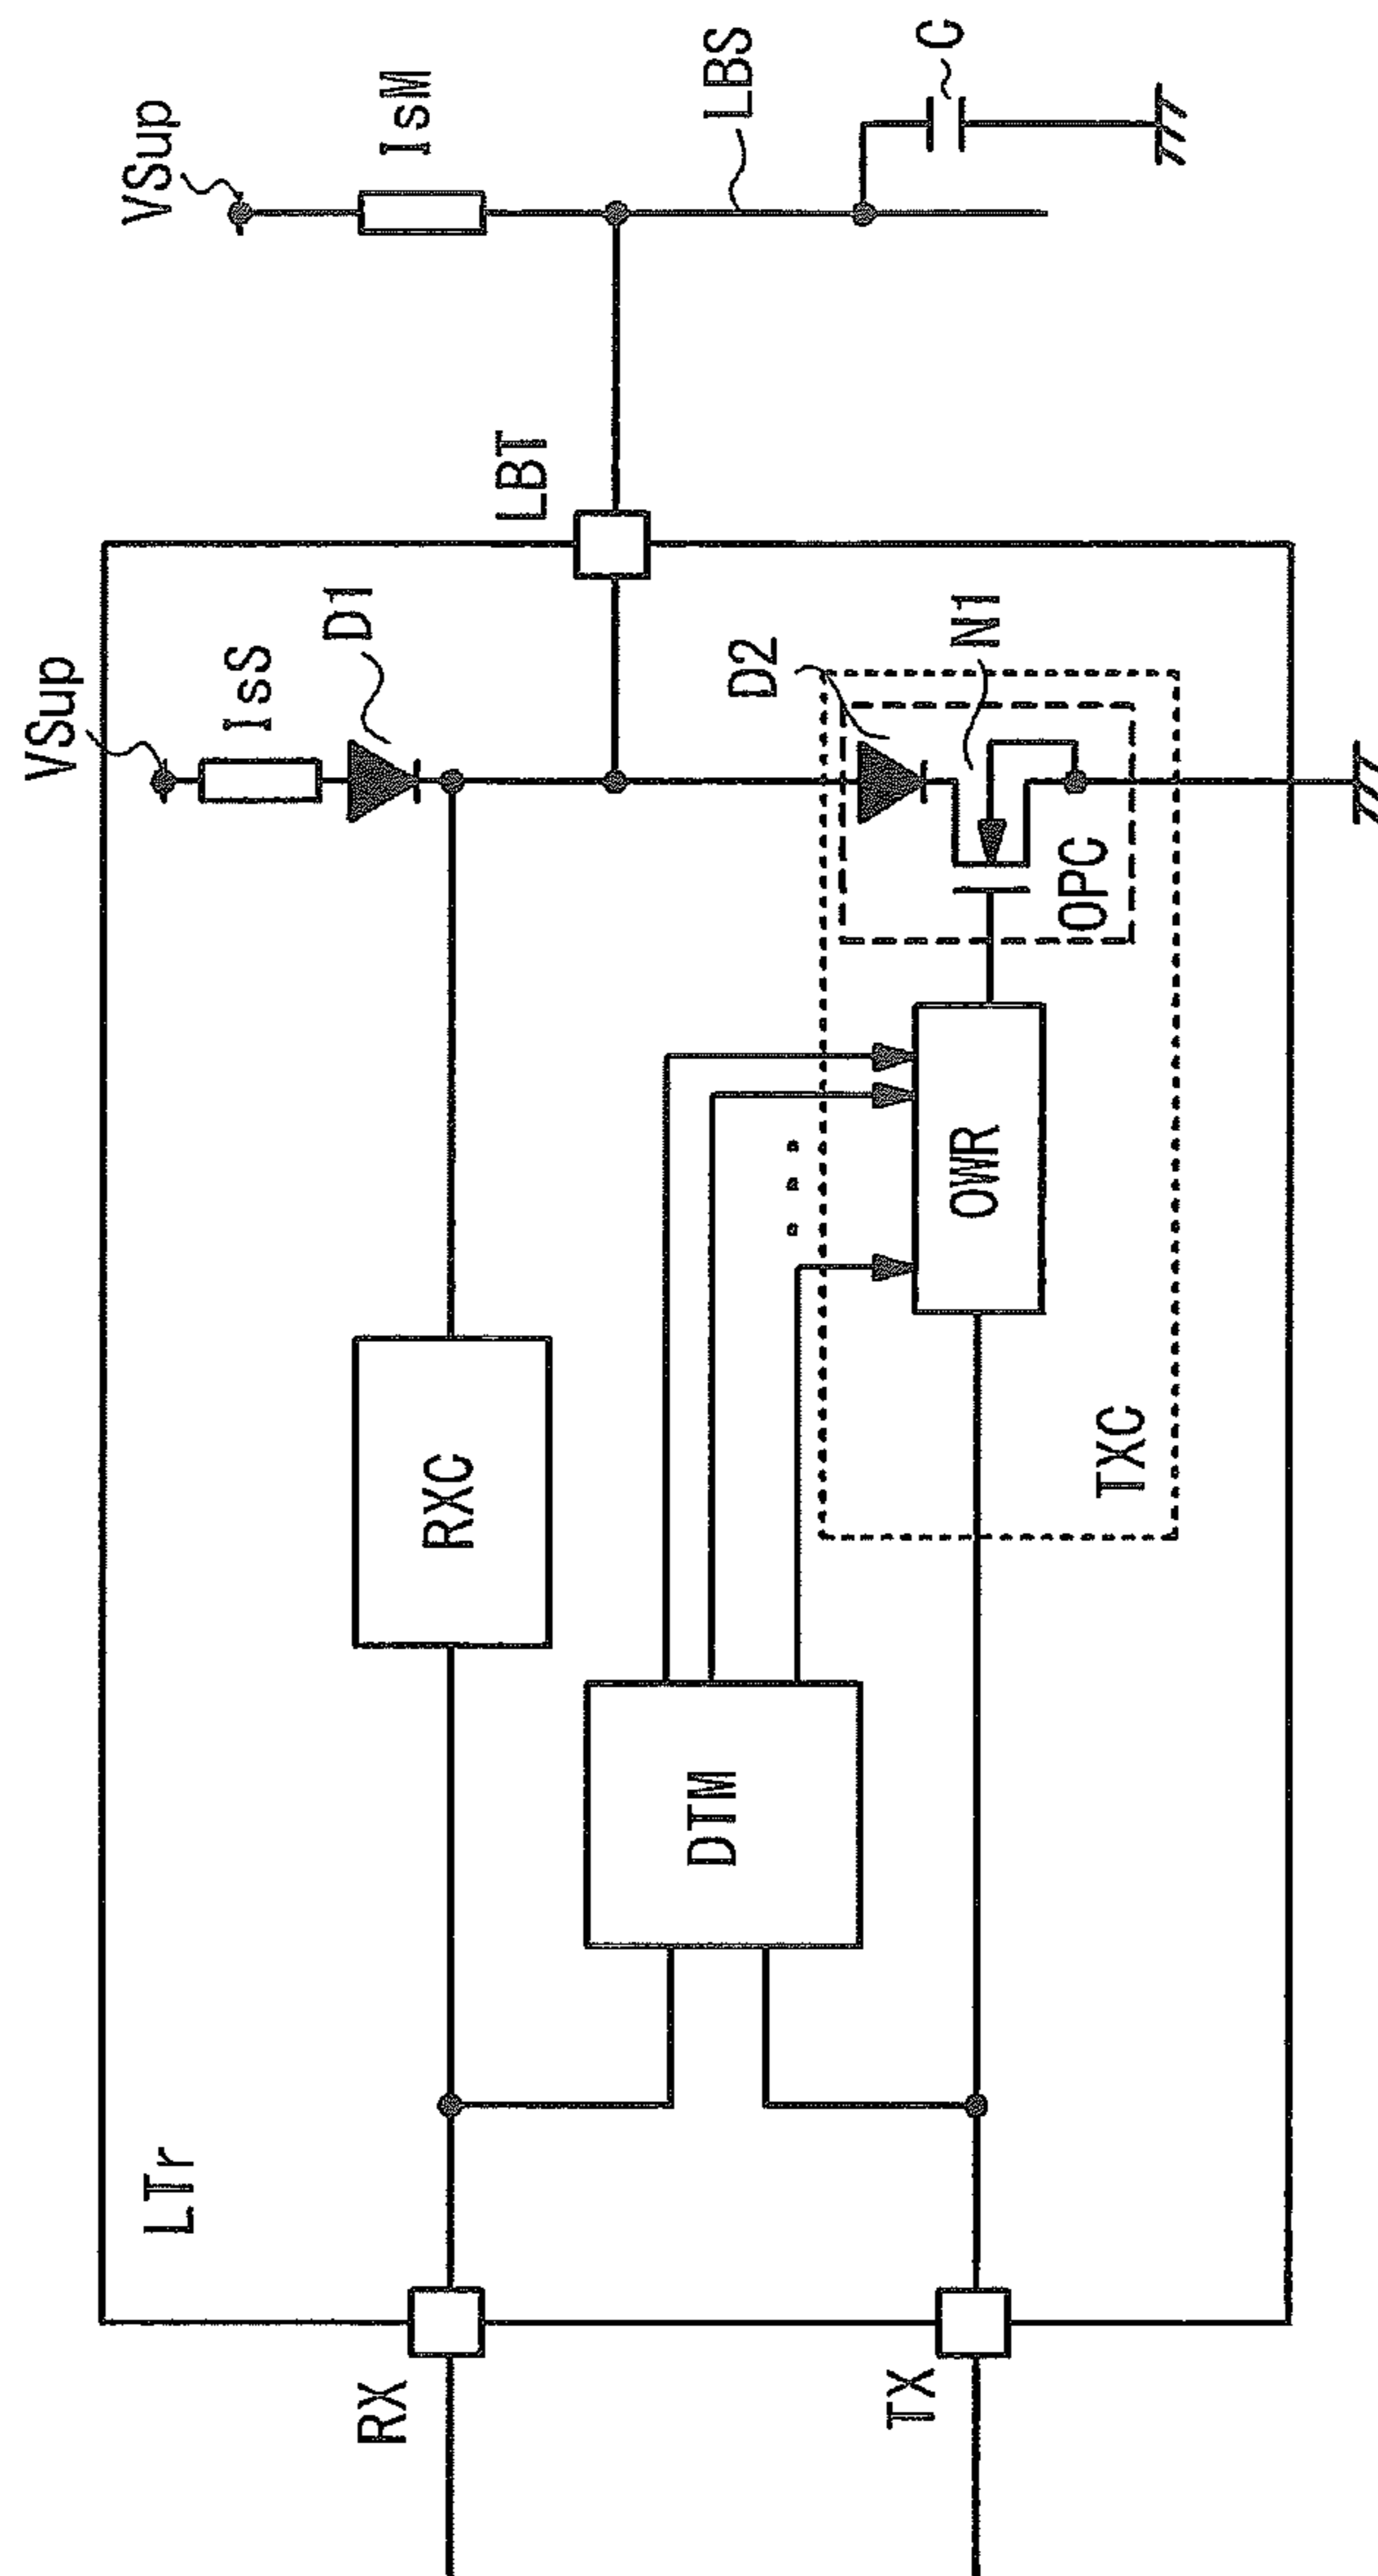 LTr
RX
TX
RXC
DTM
TXC
OWR
OPC
VSup
IsS
D1
D2
N1
LBT
VSup
IsM
LBS
C